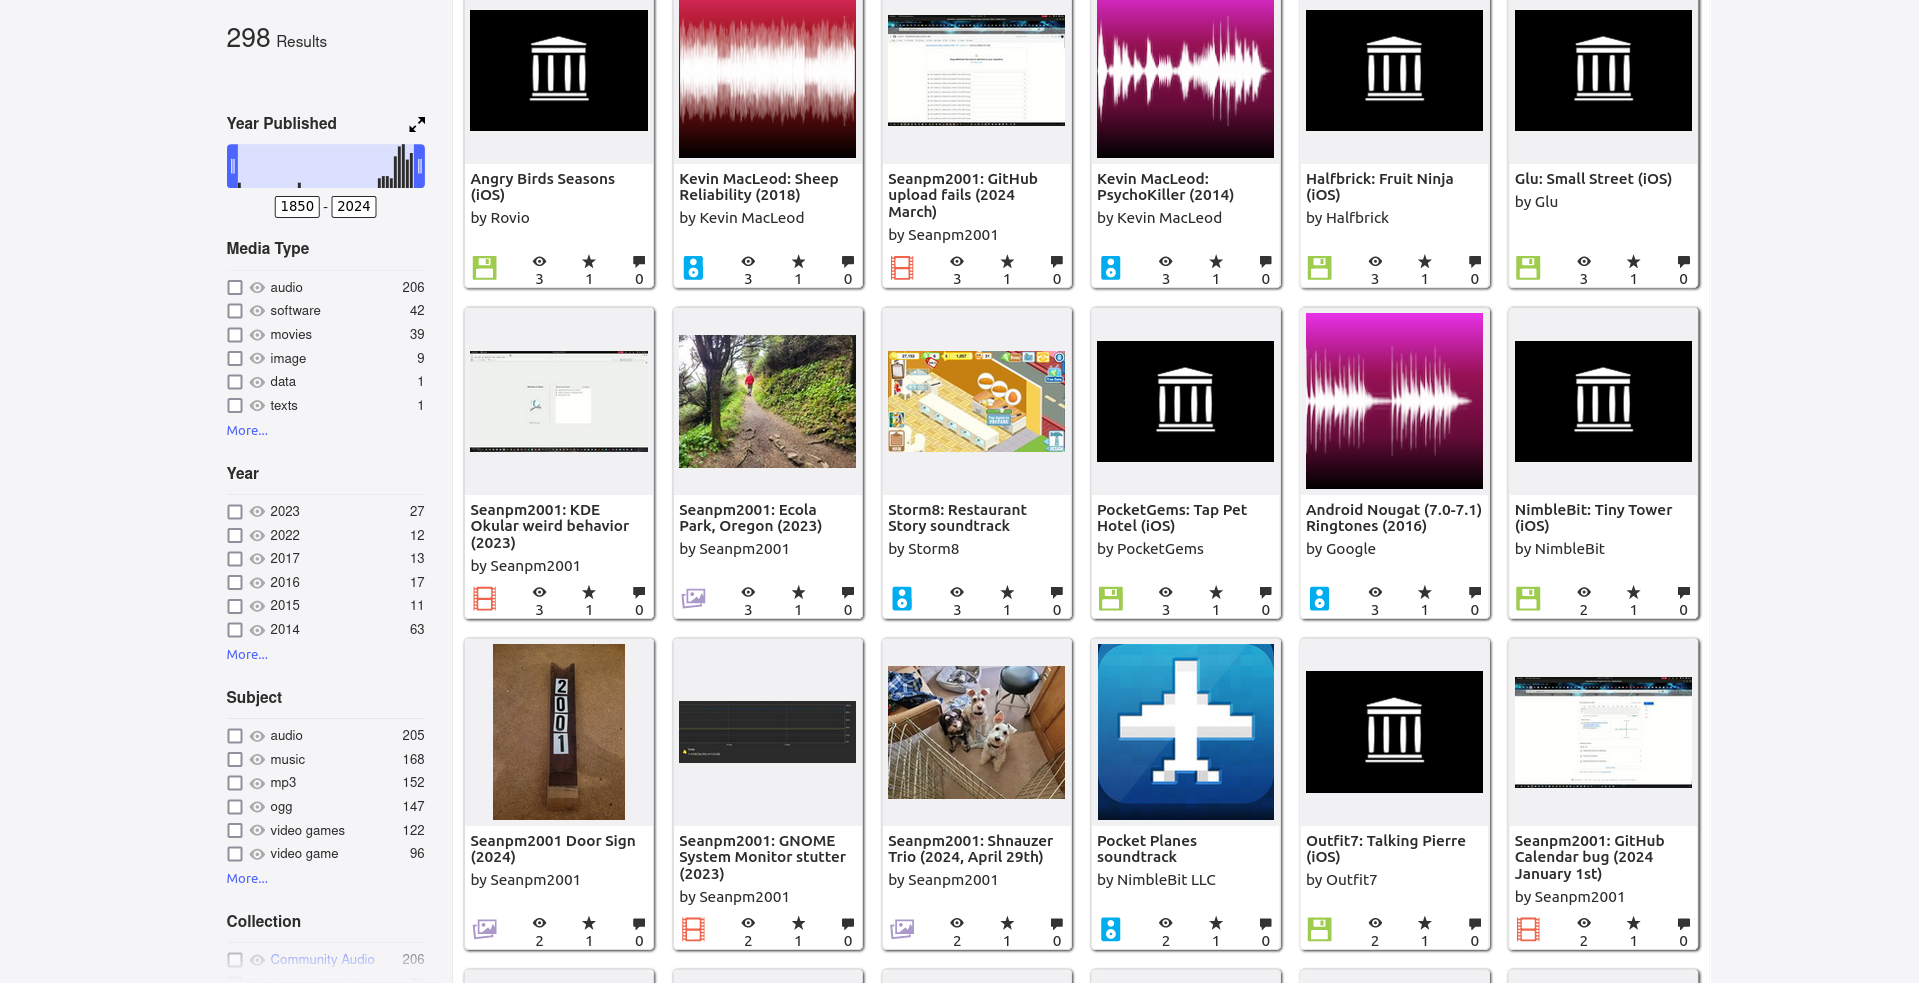 298 Results
Year Published
1850 - 2024
Media Type
audio 206
software 42
movies 39
image 9
data 1
texts 1
More...
Year
2023 27
2022 12
2017 13
2016 17
2015 11
2014 63
More...
Subject
audio 205
music 168
mp3 152
ogg 147
video games 122
video game 96
More...
Collection
Community Audio 206
Angry Birds Seasons
(iOS)
by Rovio
3 1 0
Kevin MacLeod: Sheep
Reliability (2018)
by Kevin MacLeod
3 1 0
Seanpm2001: GitHub
upload fails (2024
March)
by Seanpm2001
3 1 0
Kevin MacLeod:
PsychoKiller (2014)
by Kevin MacLeod
3 1 0
Halfbrick: Fruit Ninja
(iOS)
by Halfbrick
3 1 0
Glu: Small Street (iOS)
by Glu
3 1 0
Seanpm2001: KDE
Okular weird behavior
(2023)
by Seanpm2001
3 1 0
Seanpm2001: Ecola
Park, Oregon (2023)
by Seanpm2001
3 1 0
Storm8: Restaurant
Story soundtrack
by Storm8
3 1 0
PocketGems: Tap Pet
Hotel (iOS)
by PocketGems
3 1 0
Android Nougat (7.0-7.1)
Ringtones (2016)
by Google
3 1 0
NimbleBit: Tiny Tower
(iOS)
by NimbleBit
2 1 0
2001
Seanpm2001 Door Sign
(2024)
by Seanpm2001
2 1 0
Seanpm2001: GNOME
System Monitor stutter
(2023)
by Seanpm2001
2 1 0
Seanpm2001: Shnauzer
Trio (2024, April 29th)
by Seanpm2001
2 1 0
Pocket Planes
soundtrack
by NimbleBit LLC
2 1 0
Outfit7: Talking Pierre
(iOS)
by Outfit7
2 1 0
Seanpm2001: GitHub
Calendar bug (2024
January 1st)
by Seanpm2001
2 1 0